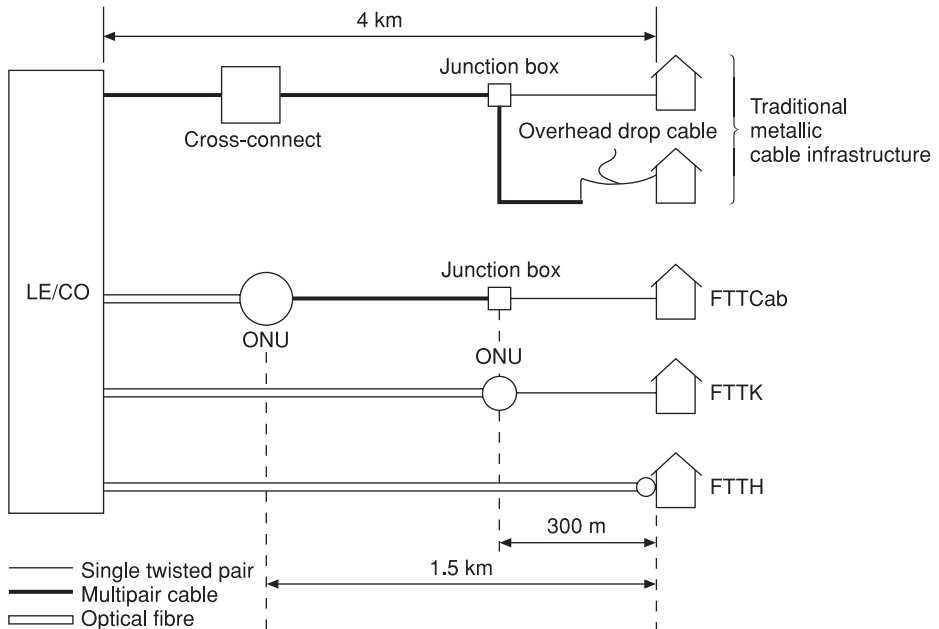 4 km
Junction box
Cross-connect
Overhead drop cable
Traditional
metallic
cable infrastructure
LE/CO
Junction box
ONU
FTTCab
ONU
FTTK
FTTH
300 m
1.5 km
Single twisted pair
Multipair cable
Optical fibre